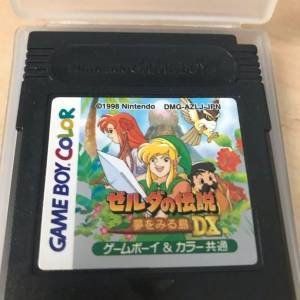 Nintendo GAME BOY
©1998 Nintendo DMG-AZLJ-JPN
GAME BOY COLOR
ゼルダの伝説
夢をみる島 DX
ゲームボーイ & カラー 共通